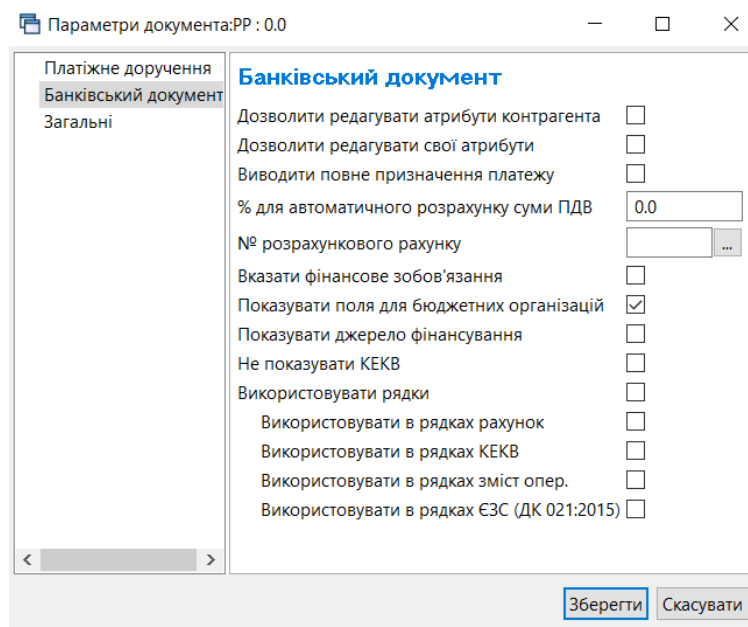 Параметри документа:PP : 0.0
Платіжне доручення
Банківський документ
Загальні
Банківський документ
Дозволити редагувати атрибути контрагента
Дозволити редагувати свої атрибути
Виводити повне призначення платежу
% для автоматичного розрахунку суми ПДВ 0.0
№ розрахункового рахунку ...
Вказати фінансове зобов'язання
Показувати поля для бюджетних організацій
Показувати джерело фінансування
Не показувати КЕКВ
Використовувати рядки
Використовувати в рядках рахунок
Використовувати в рядках КЕКВ
Використовувати в рядках зміст опер.
Використовувати в рядках ЄЗС (ДК 021:2015)
Зберегти Скасувати